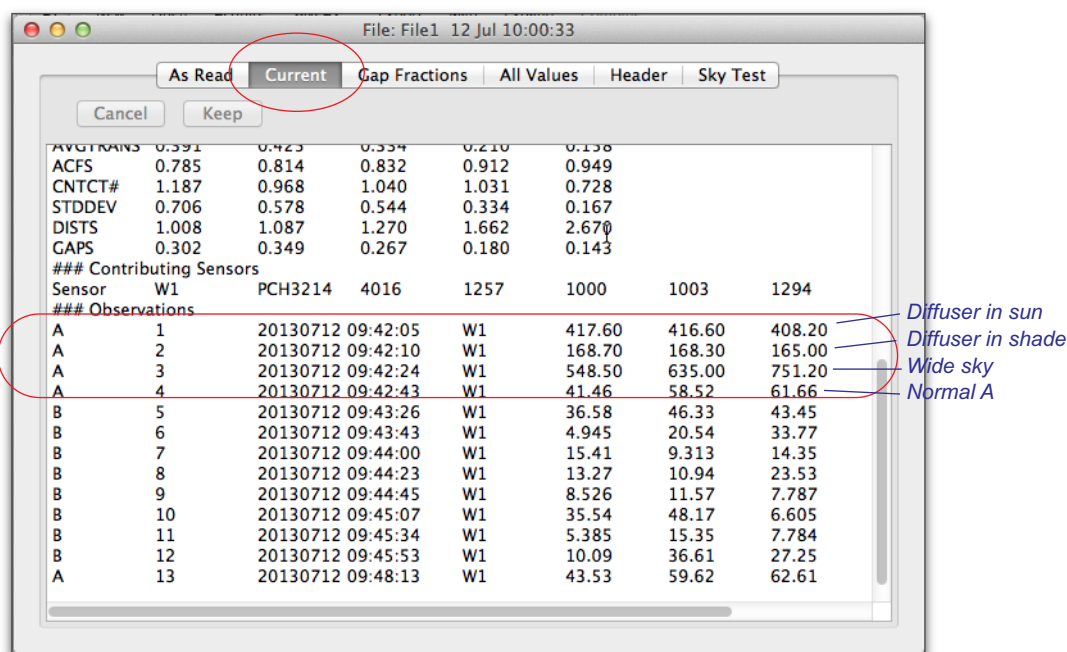 File: File1 12 Jul 10:00:33
As Read Current Gap Fractions All Values Header Sky Test
Cancel Keep
AVGTRANS 0.391 0.425 0.334 0.210 0.158
ACFS 0.785 0.814 0.832 0.912 0.949
CNTCT# 1.187 0.968 1.040 1.031 0.728
STDDEV 0.706 0.578 0.544 0.334 0.167
DISTS 1.008 1.087 1.270 1.662 2.670
GAPS 0.302 0.349 0.267 0.180 0.143
### Contributing Sensors
Sensor W1 PCH3214 4016 1257 1000 1003 1294
### Observations
A 1 20130712 09:42:05 W1 417.60 416.60 408.20 Diffuser in sun
A 2 20130712 09:42:10 W1 168.70 168.30 165.00 Diffuser in shade
A 3 20130712 09:42:24 W1 548.50 635.00 751.20 Wide sky
A 4 20130712 09:42:43 W1 41.46 58.52 61.66 Normal A
B 5 20130712 09:43:26 W1 36.58 46.33 43.45
B 6 20130712 09:43:43 W1 4.945 20.54 33.77
B 7 20130712 09:44:00 W1 15.41 9.313 14.35
B 8 20130712 09:44:23 W1 13.27 10.94 23.53
B 9 20130712 09:44:45 W1 8.526 11.57 7.787
B 10 20130712 09:45:07 W1 35.54 48.17 6.605
B 11 20130712 09:45:34 W1 5.385 15.35 7.784
B 12 20130712 09:45:53 W1 10.09 36.61 27.25
A 13 20130712 09:48:13 W1 43.53 59.62 62.61